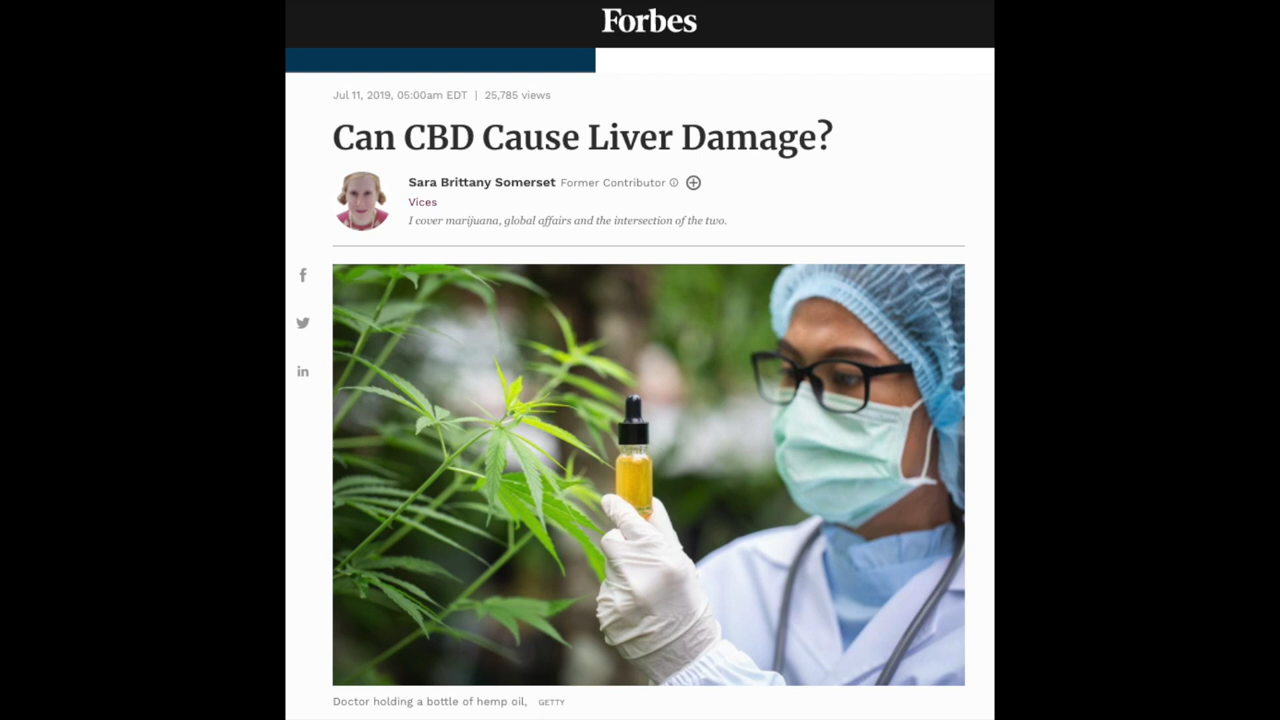 Forbes
Jul 11, 2019, 05:00am EDT | 25,785 views
Can CBD Cause Liver Damage?
Sara Brittany Somerset Former Contributor
Vices
I cover marijuana, global affairs and the intersection of the two.
Doctor holding a bottle of hemp oil, GETTY